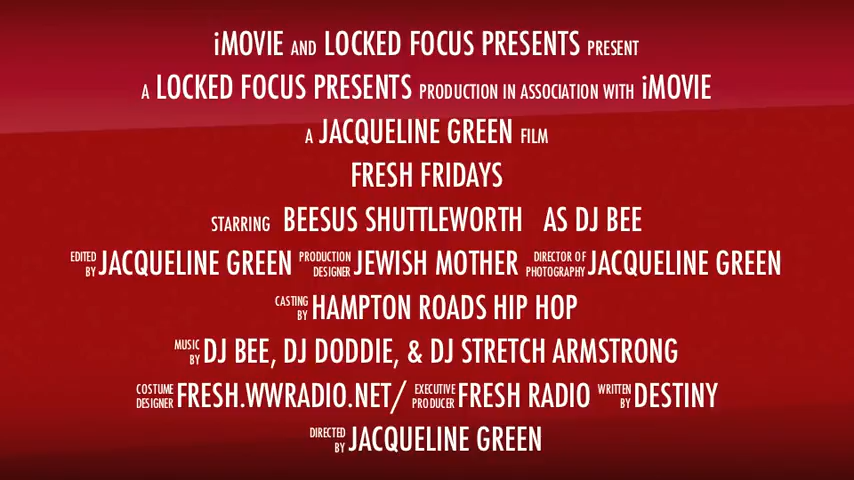 iMOVIE AND LOCKED FOCUS PRESENTS PRESENT
A LOCKED FOCUS PRESENTS PRODUCTION IN ASSOCIATION WITH iMOVIE
A JACQUELINE GREEN FILM
FRESH FRIDAYS
STARRING BEESUS SHUTTLEWORTH AS DJ BEE
EDITED BY JACQUELINE GREEN PRODUCTION DESIGNER JEWISH MOTHER DIRECTOR OF PHOTOGRAPHY JACQUELINE GREEN
CASTING BY HAMPTON ROADS HIP HOP
MUSIC BY DJ BEE, DJ DODDIE, & DJ STRETCH ARMSTRONG
COSTUME DESIGNER FRESH.WWRADIO.NET/ EXECUTIVE PRODUCER FRESH RADIO WRITTEN BY DESTINY
DIRECTED BY JACQUELINE GREEN